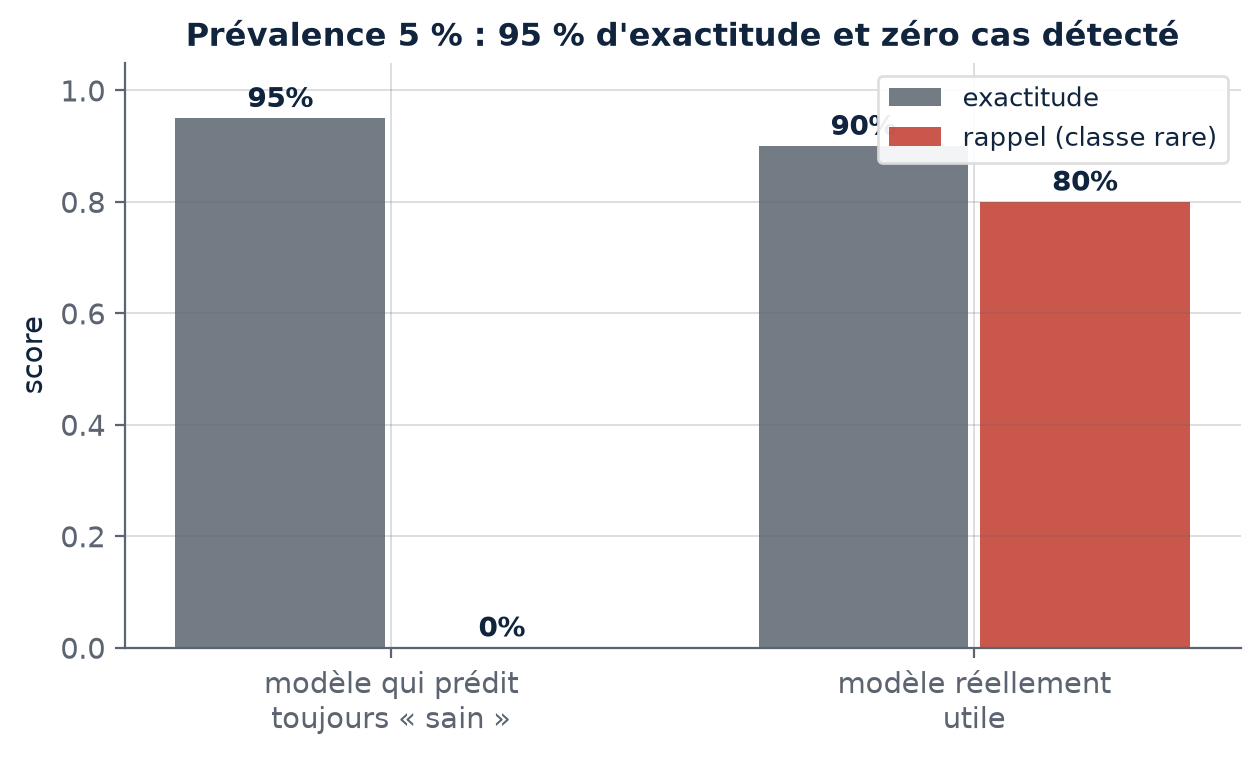 Prévalence 5 % : 95 % d'exactitude et zéro cas détecté
1.0
0.8
0.6
0.4
0.2
0.0
score
95%
0%
90%
80%
exactitude
rappel (classe rare)
modèle qui prédit
toujours « sain »
modèle réellement
utile